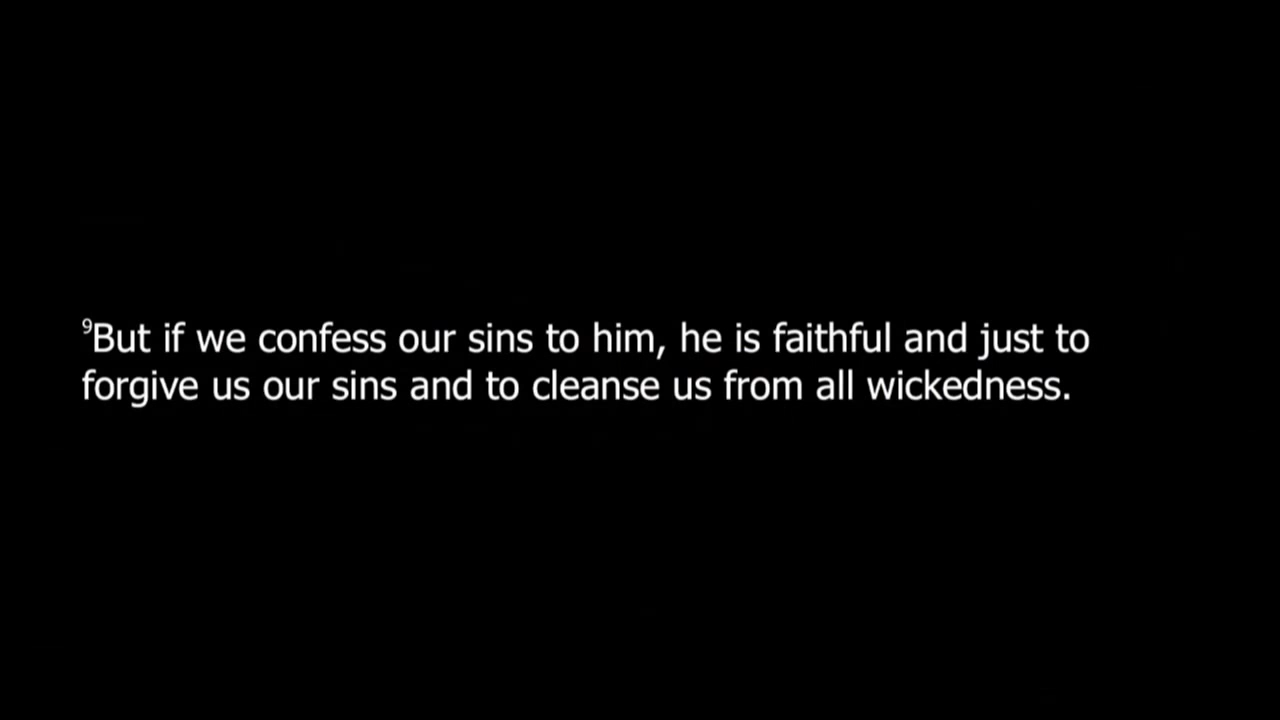 ⁹But if we confess our sins to him, he is faithful and just to
forgive us our sins and to cleanse us from all wickedness.